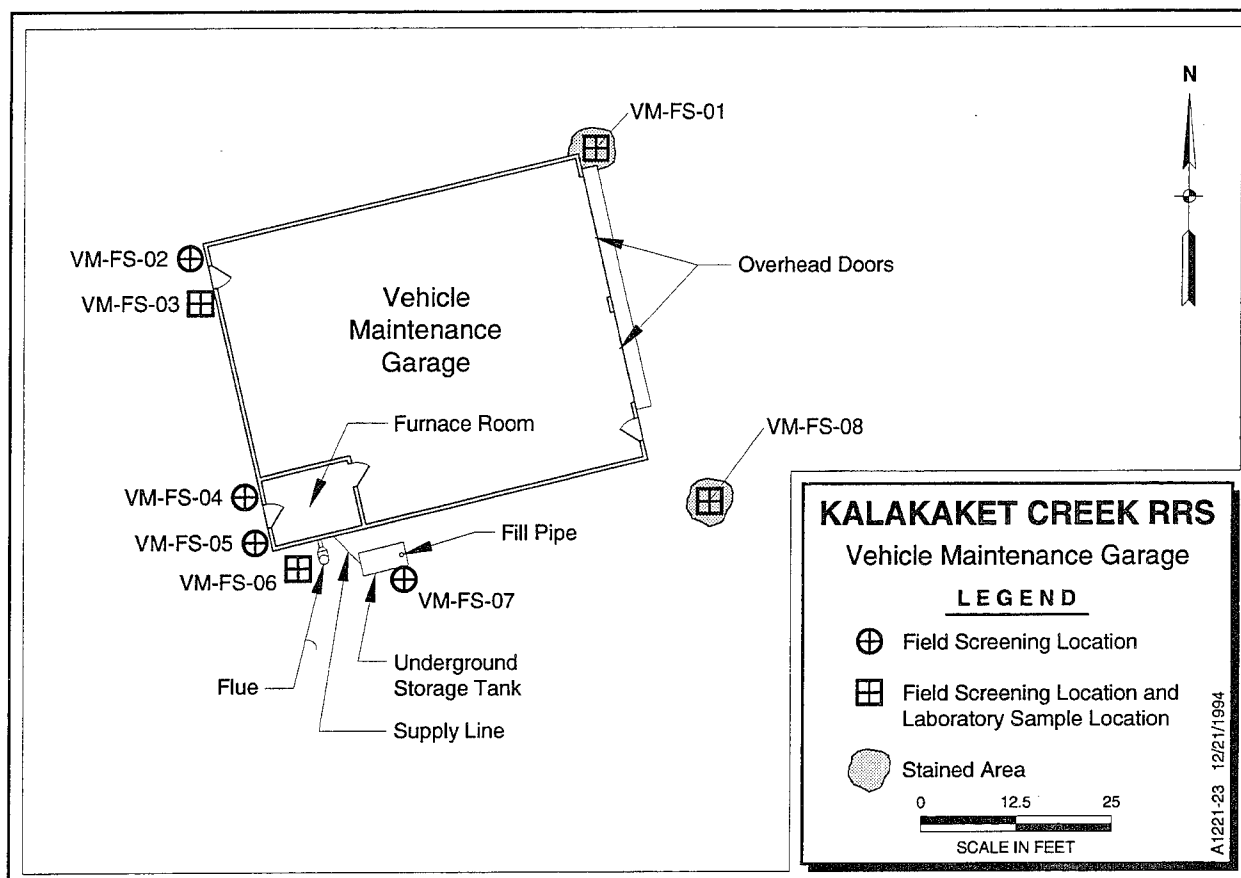 N
VM-FS-01
VM-FS-02
Overhead Doors
VM-FS-03
Vehicle
Maintenance
Garage
Furnace Room
VM-FS-08
VM-FS-04
Fill Pipe
VM-FS-05
VM-FS-06
VM-FS-07
Underground
Storage Tank
Flue
Supply Line
KALAKAKET CREEK RRS
Vehicle Maintenance Garage
LEGEND
Field Screening Location
Field Screening Location and
Laboratory Sample Location
Stained Area
0 12.5 25
SCALE IN FEET
A1221-23 12/21/1994